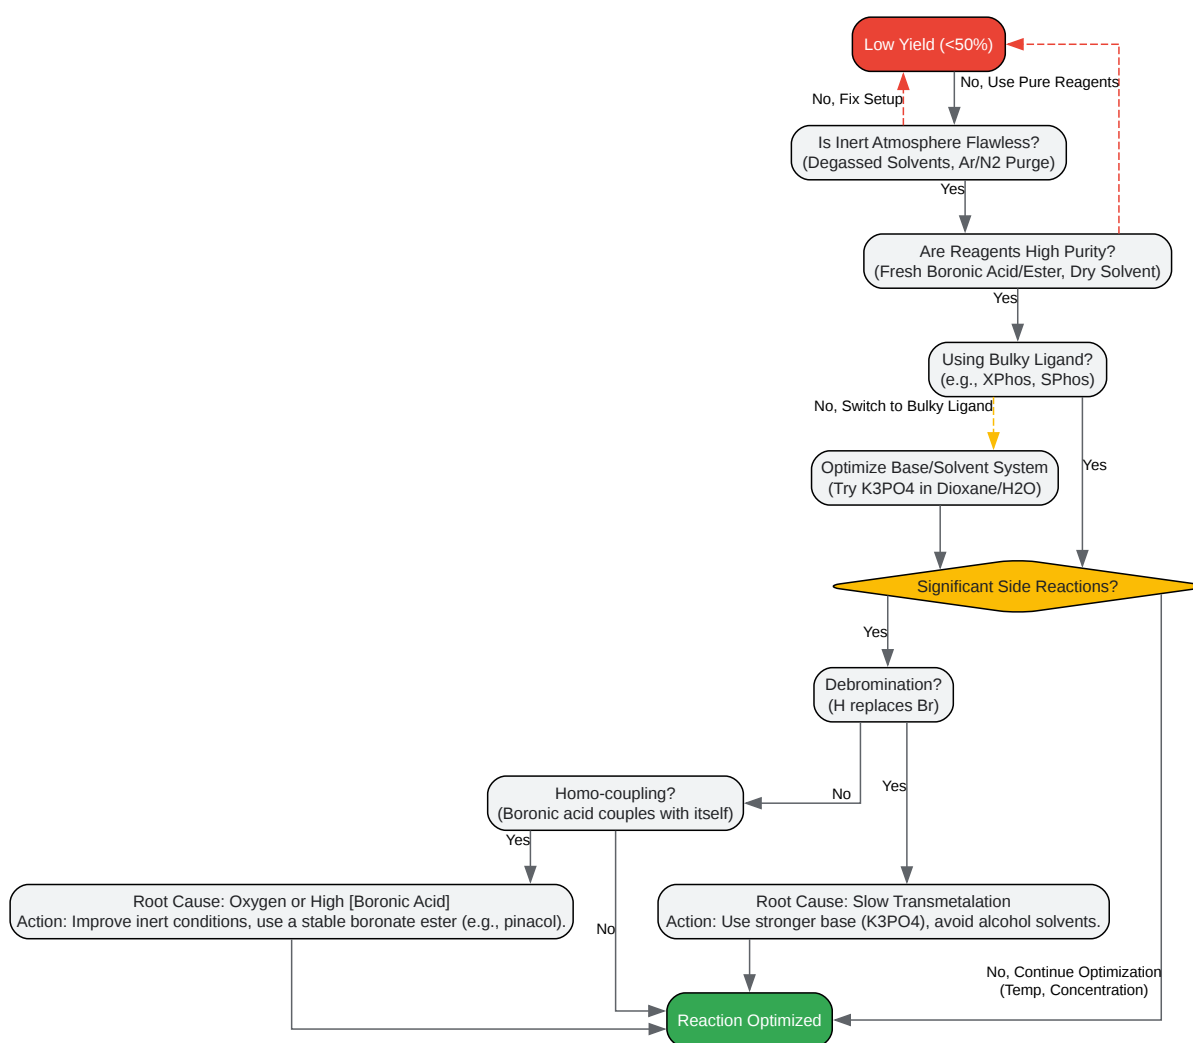 Low Yield (<50%)
No, Use Pure Reagents
No, Fix Setup
Is Inert Atmosphere Flawless?
(Degassed Solvents, Ar/N2 Purge)
Yes
Are Reagents High Purity?
(Fresh Boronic Acid/Ester, Dry Solvent)
Yes
Using Bulky Ligand?
(e.g., XPhos, SPhos)
No, Switch to Bulky Ligand
Optimize Base/Solvent System
(Try K3PO4 in Dioxane/H2O)
Yes
Significant Side Reactions?
Yes
Debromination?
(H replaces Br)
No
Yes
Homo-coupling?
(Boronic acid couples with itself)
Yes
Root Cause: Oxygen or High [Boronic Acid]
Action: Improve inert conditions, use a stable boronate ester (e.g., pinacol).
No
Root Cause: Slow Transmetalation
Action: Use stronger base (K3PO4), avoid alcohol solvents.
No, Continue Optimization
(Temp, Concentration)
Reaction Optimized